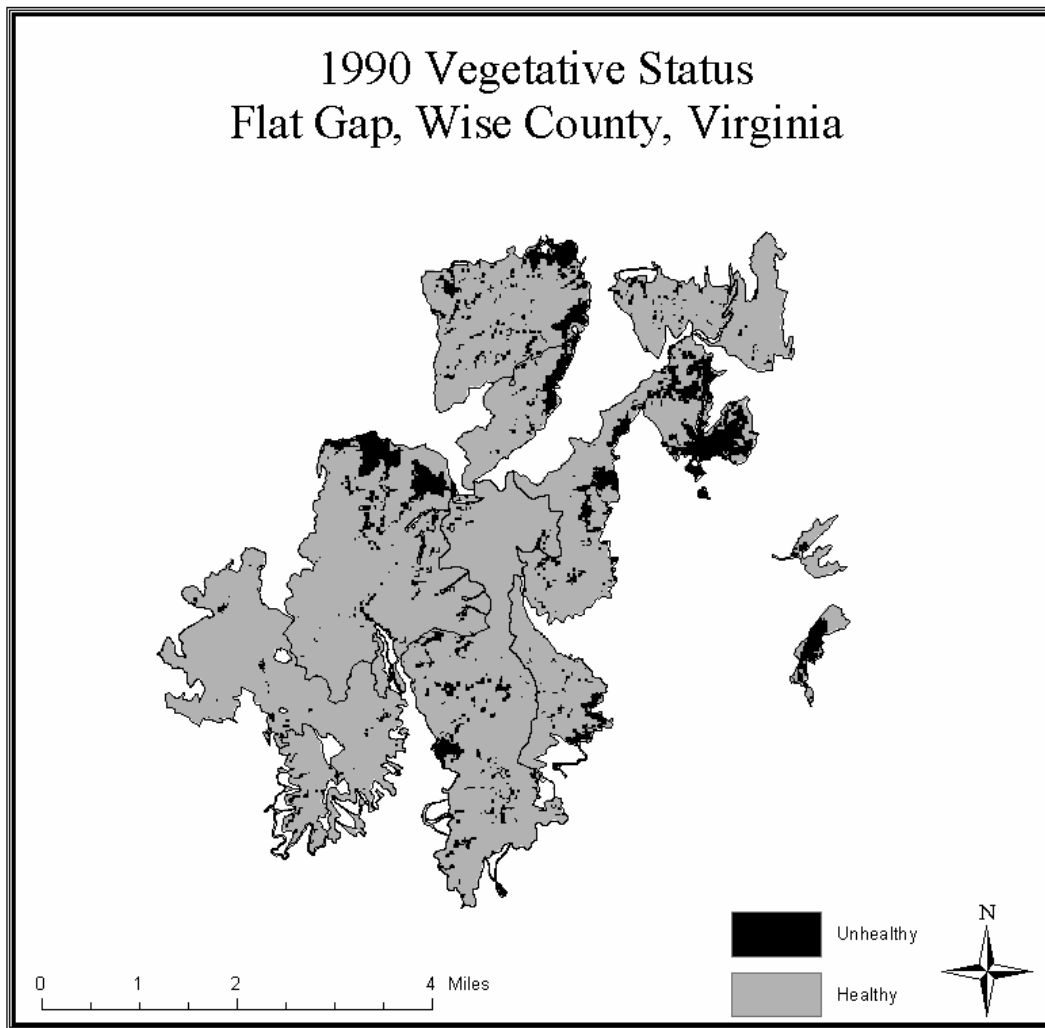 1990 Vegetative Status
Flat Gap, Wise County, Virginia
N
Unhealthy
Healthy
0 1 2 4 Miles